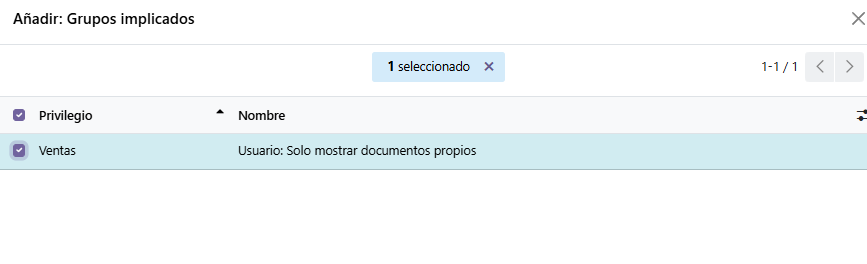 Añadir: Grupos implicados
1 seleccionado
1-1 / 1
Privilegio Nombre
Ventas Usuario: Solo mostrar documentos propios